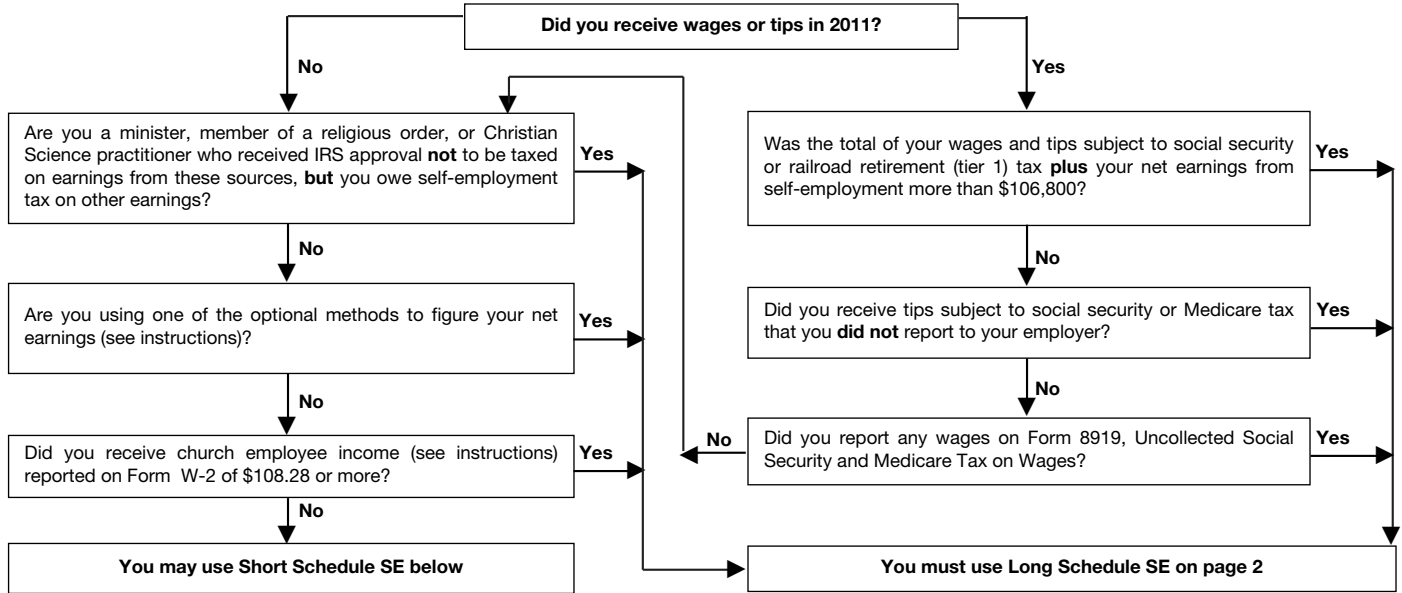 Did you receive wages or tips in 2011?
No
Yes
Are you a minister, member of a religious order, or Christian
Science practitioner who received IRS approval not to be taxed
on earnings from these sources, but you owe self-employment
tax on other earnings?
Yes
Was the total of your wages and tips subject to social security
or railroad retirement (tier 1) tax plus your net earnings from
self-employment more than $106,800?
Yes
No
No
Are you using one of the optional methods to figure your net
earnings (see instructions)?
Yes
Did you receive tips subject to social security or Medicare tax
that you did not report to your employer?
Yes
No
No
Did you receive church employee income (see instructions)
reported on Form W-2 of $108.28 or more?
Yes
No
Did you report any wages on Form 8919, Uncollected Social
Security and Medicare Tax on Wages?
Yes
No
You may use Short Schedule SE below
You must use Long Schedule SE on page 2